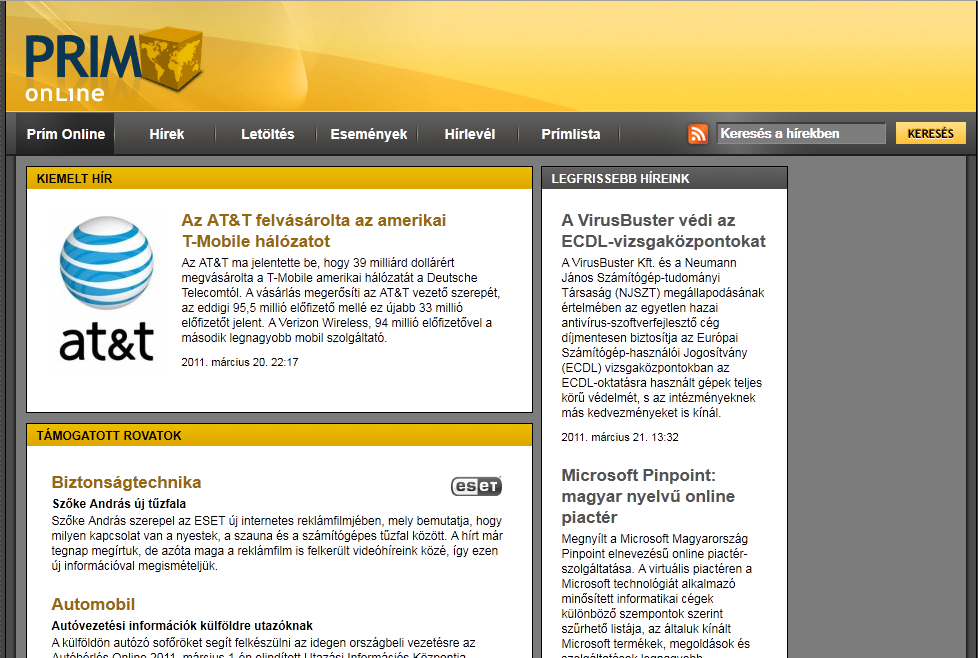 PRIM
online
Prím Online
Hírek
Letöltés
Események
Hírlevél
Prímlista
Keresés a hírekben
KERESÉS
KIEMELT HÍR
Az AT&T felvásárolta az amerikai
T-Mobile hálózatot
Az AT&T ma jelentette be, hogy 39 milliárd dollárért
megvásárolta a T-Mobile amerikai hálózatát a Deutsche
Telecomtól. A vásárlás megerősíti az AT&T vezető szerepét,
az eddigi 95,5 millió előfizető mellé ez újabb 33 millió
előfizetőt jelent. A Verizon Wireless, 94 millió előfizetővel a
második legnagyobb mobil szolgáltató.
2011. március 20. 22:17
at&t
TÁMOGATOTT ROVATOK
Biztonságtechnika
eseT
Szőke András új tűzfala
Szőke András szerepel az ESET új internetes reklámfilmjében, mely bemutatja, hogy
milyen kapcsolat van a nyestek, a szauna és a számítógépes tűzfal között. A hírt már
tegnap megírtuk, de azóta maga a reklámfilm is felkerült videóhíreink közé, így ezen
új információval megismételjük.
Automobil
Autóvezetési információk külföldre utazóknak
A külföldön autózó sofőröket segít felkészülni az idegen országbeli vezetésre az
Autóbérlés Online 2011. március 1-én elindított Utazási Információs Központja
LEGFRISSEBB HÍREINK
A VirusBuster védi az
ECDL-vizsgaközpontokat
A VirusBuster Kft. és a Neumann
János Számítógép-tudományi
Társaság (NJSZT) megállapodásának
értelmében az egyetlen hazai
antivírus-szoftverfejlesztő cég
díjmentesen biztosítja az Európai
Számítógép-használói Jogosítvány
(ECDL) vizsgaközpontokban az
ECDL-oktatásra használt gépek teljes
körű védelmét, s az intézményeknek
más kedvezményeket is kínál.
2011. március 21. 13:32
Microsoft Pinpoint:
magyar nyelvű online
piactér
Megnyílt a Microsoft Magyarország
Pinpoint elnevezésű online piactér-
szolgáltatása. A virtuális piactéren a
Microsoft technológiát alkalmazó
minősített informatikai cégek
különböző szempontok szerint
szűrhető listája, az általuk kínált
Microsoft termékek, megoldások és
szolgáltatások legnagyobb